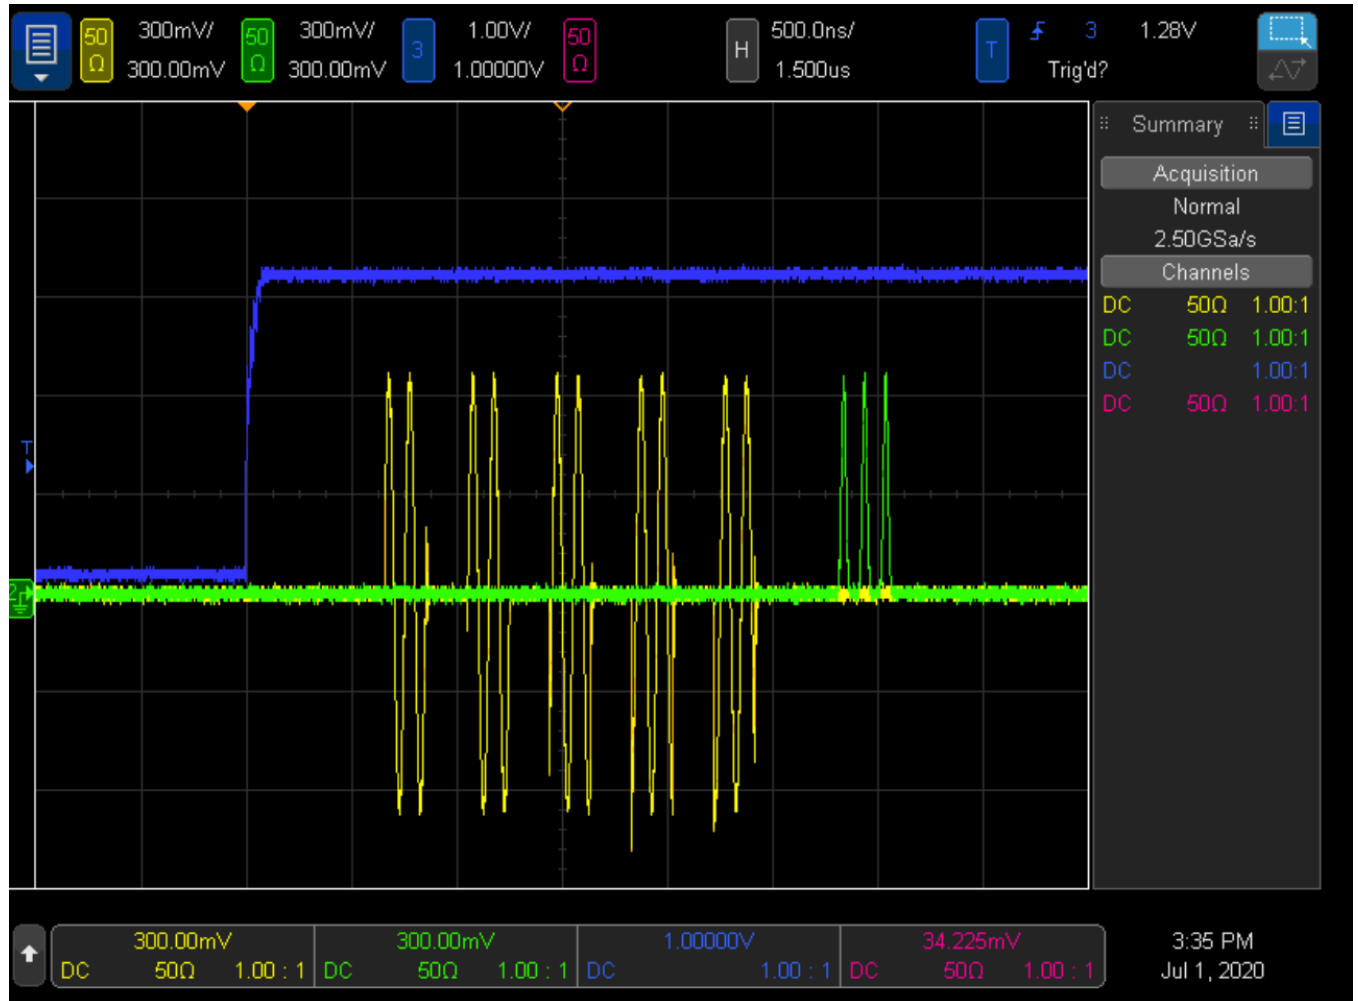 50 Ω 300mV/ 300.00mV
50 Ω 300mV/ 300.00mV
3 1.00V/ 1.00000V
50 Ω
H 500.0ns/ 1.500us
T 3 1.28V
Trig'd?
Summary
Acquisition
Normal
2.50GSa/s
Channels
DC 50Ω 1.00:1
DC 50Ω 1.00:1
DC 1.00:1
DC 50Ω 1.00:1
T
2
300.00mV
DC 50Ω 1.00 : 1
300.00mV
DC 50Ω 1.00 : 1
1.00000V
DC 1.00 : 1
34.225mV
DC 50Ω 1.00 : 1
3:35 PM
Jul 1, 2020